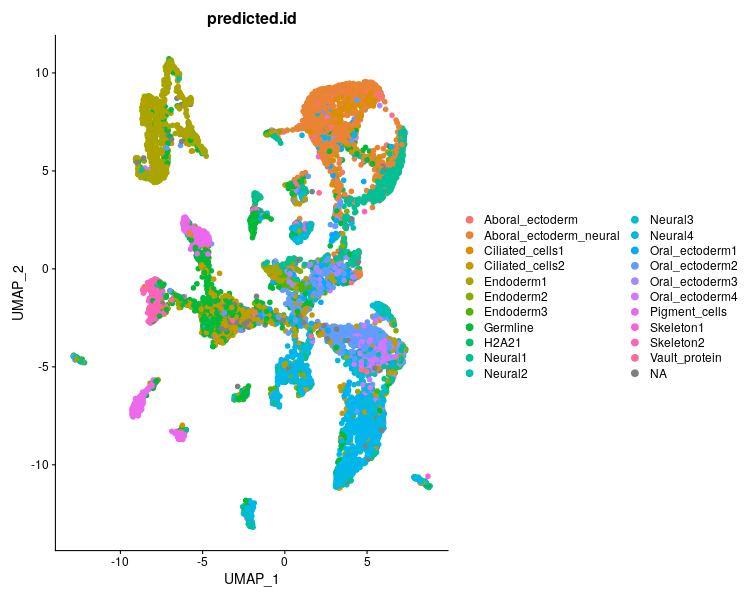 predicted.id
10
5
0
-5
-10
UMAP_2
-10
-5
0
5
UMAP_1
Aboral_ectoderm
Aboral_ectoderm_neural
Ciliated_cells1
Ciliated_cells2
Endoderm1
Endoderm2
Endoderm3
Germline
H2A21
Neural1
Neural2
Neural3
Neural4
Oral_ectoderm1
Oral_ectoderm2
Oral_ectoderm3
Oral_ectoderm4
Pigment_cells
Skeleton1
Skeleton2
Vault_protein
NA